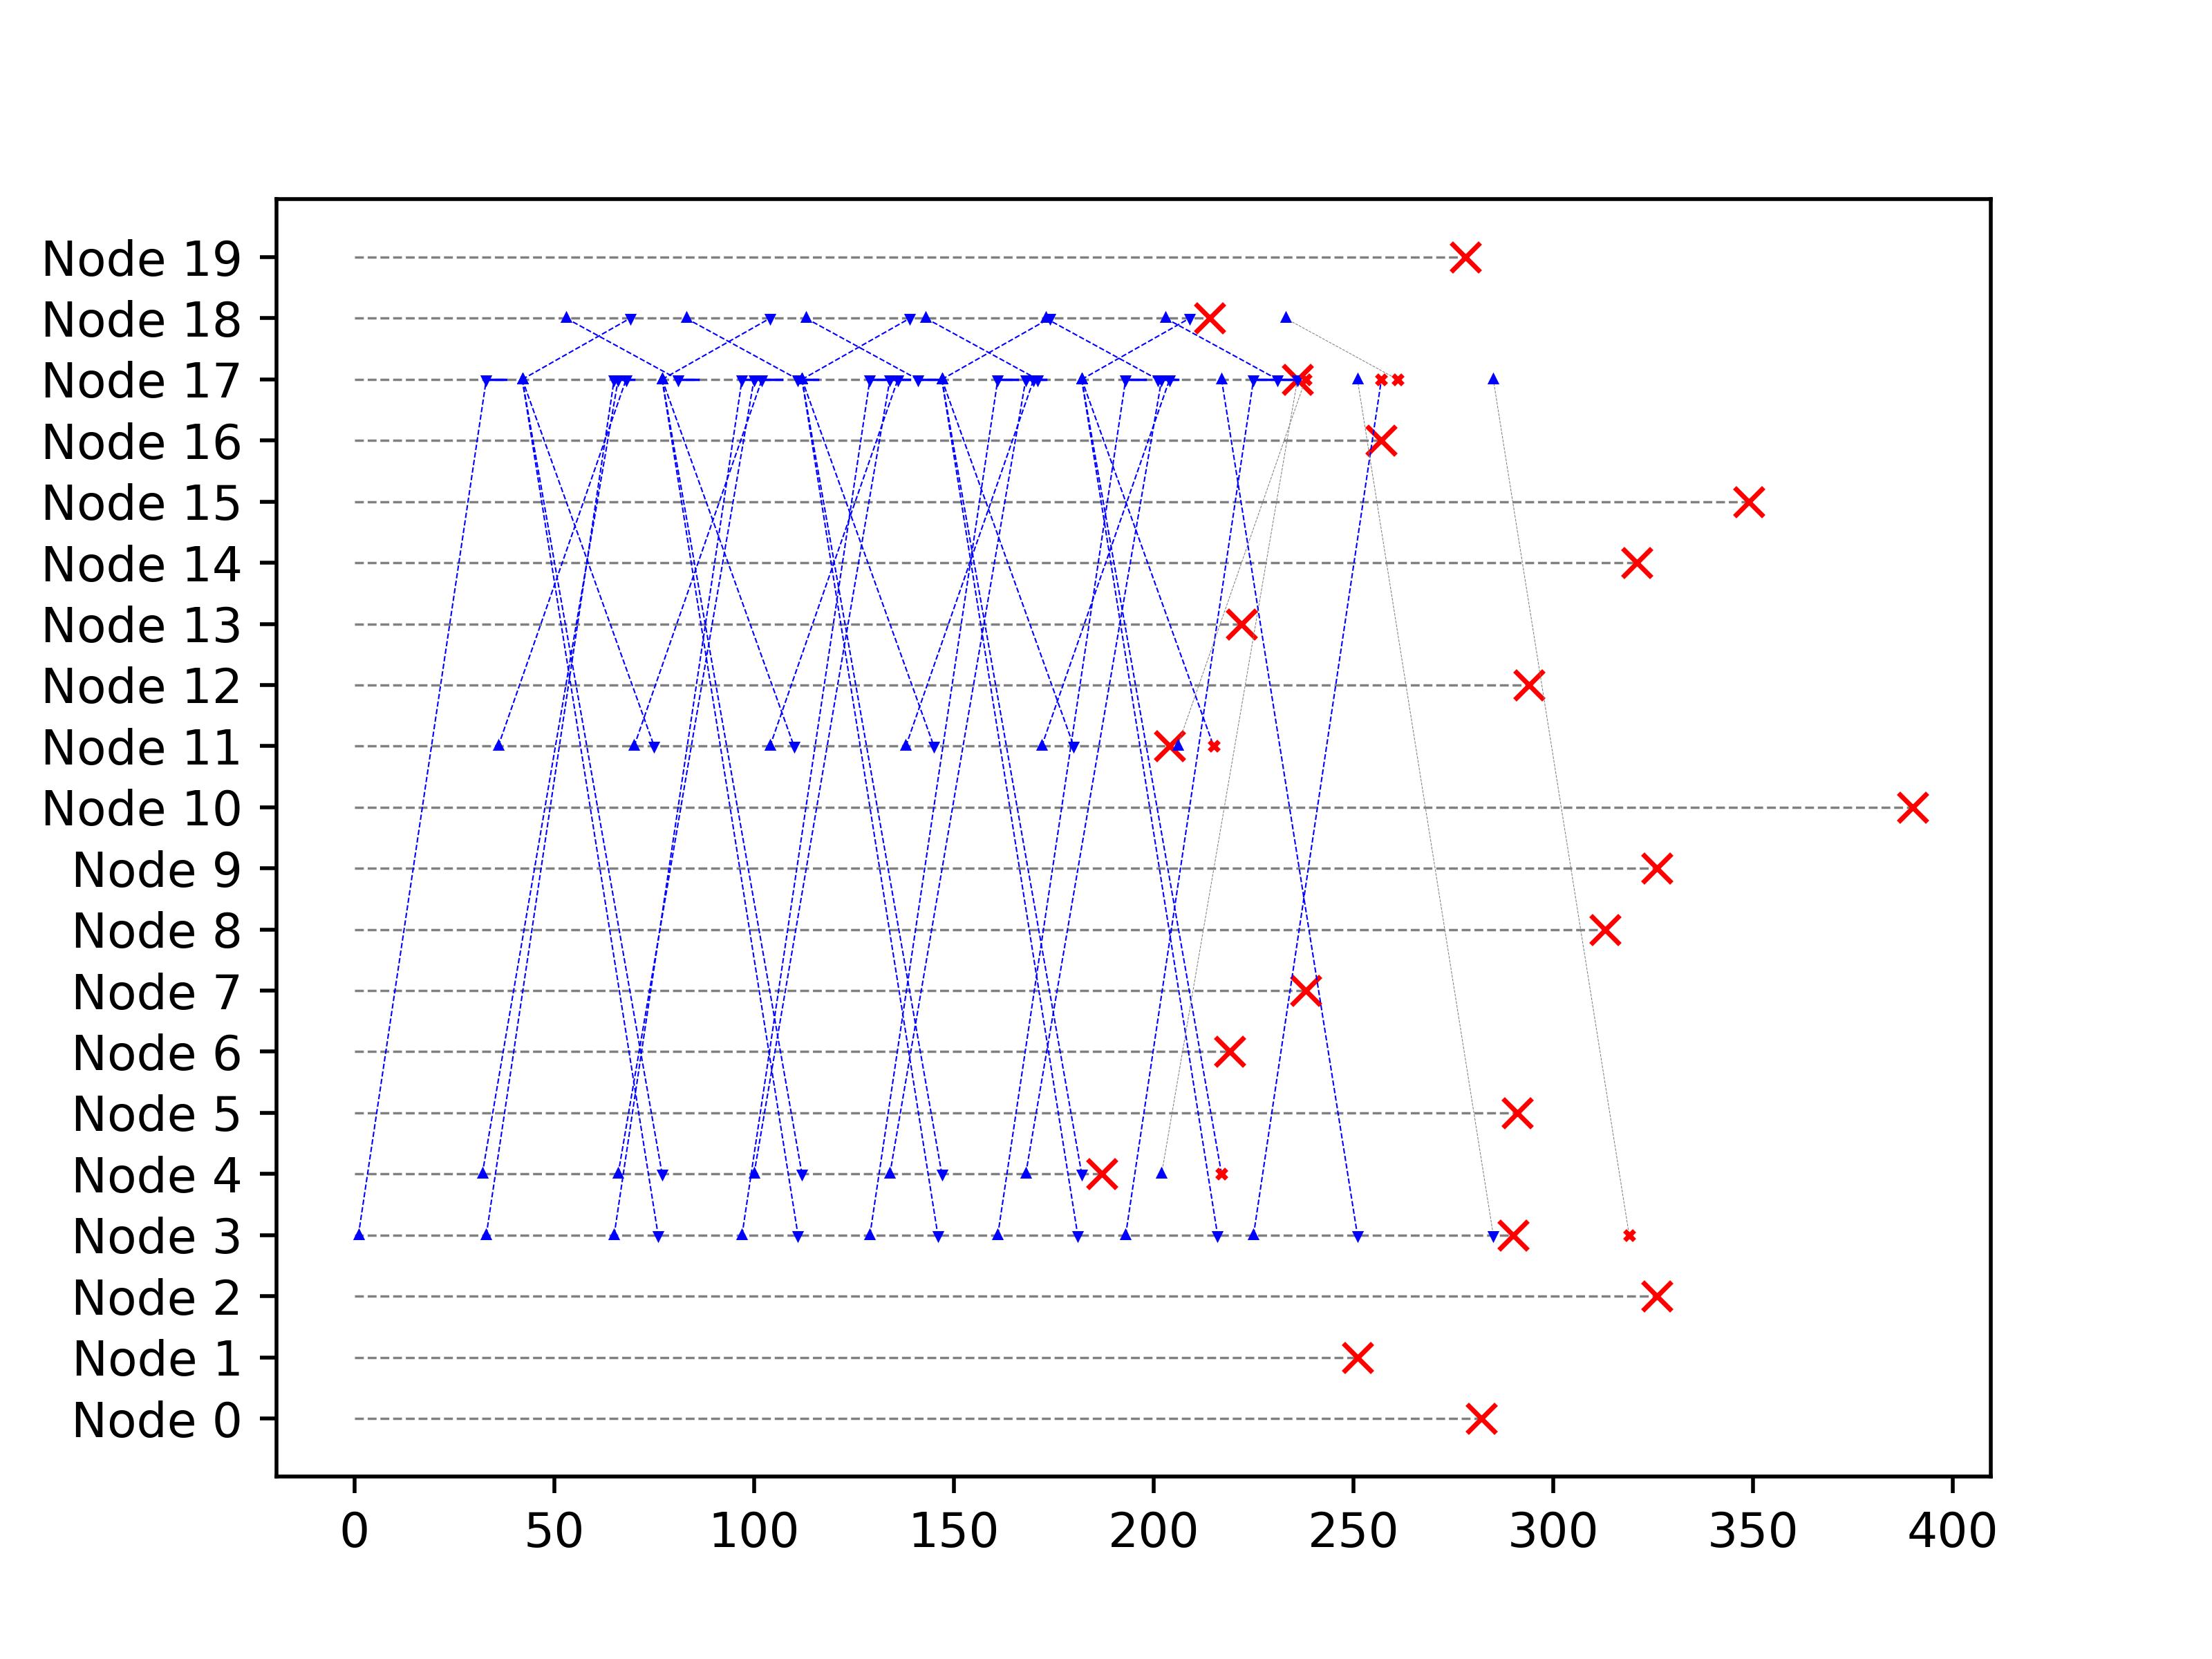 Node 19
Node 18
Node 17
Node 16
Node 15
Node 14
Node 13
Node 12
Node 11
Node 10
Node 9
Node 8
Node 7
Node 6
Node 5
Node 4
Node 3
Node 2
Node 1
Node 0
0 50 100 150 200 250 300 350 400